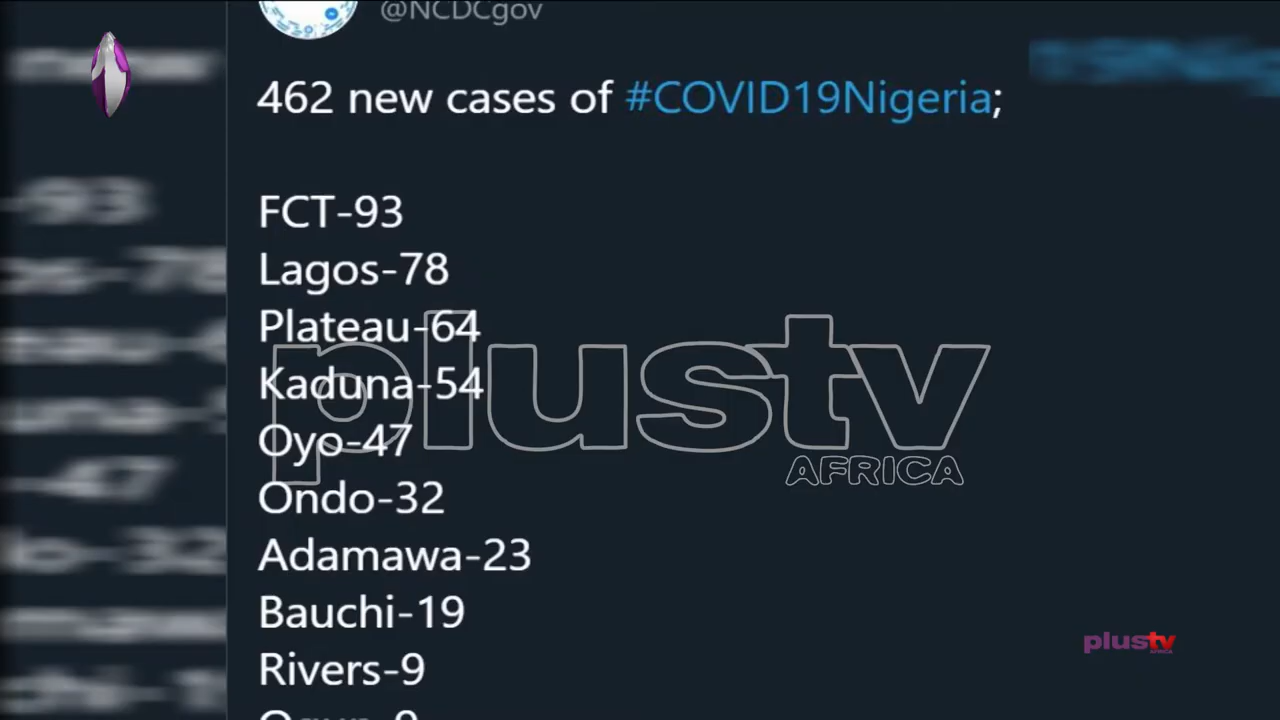 @NCDCgov
462 new cases of #COVID19Nigeria;
FCT-93
Lagos-78
Plateau-64
Kaduna-54
Oyo-47
Ondo-32
Adamawa-23
Bauchi-19
Rivers-9
plustv
AFRICA
plustv
AFRICA